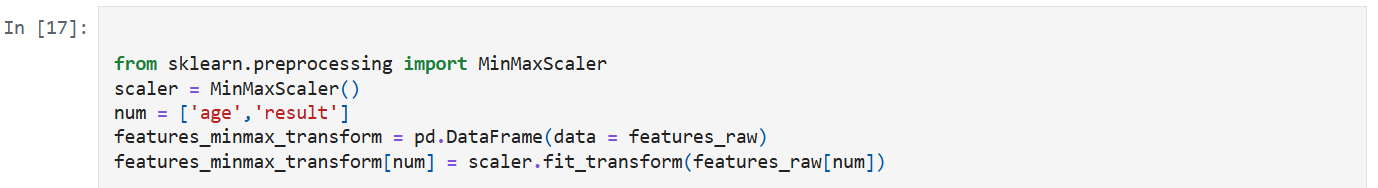 In [17]:
from sklearn.preprocessing import MinMaxScaler
scaler = MinMaxScaler()
num = ['age','result']
features_minmax_transform = pd.DataFrame(data = features_raw)
features_minmax_transform[num] = scaler.fit_transform(features_raw[num])